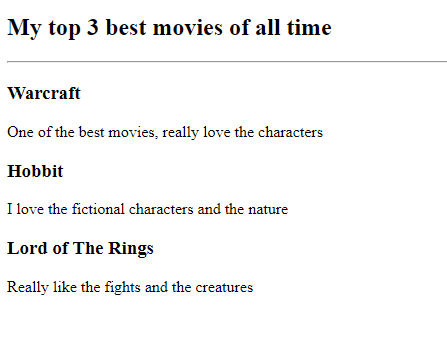 My top 3 best movies of all time
Warcraft
One of the best movies, really love the characters
Hobbit
I love the fictional characters and the nature
Lord of The Rings
Really like the fights and the creatures